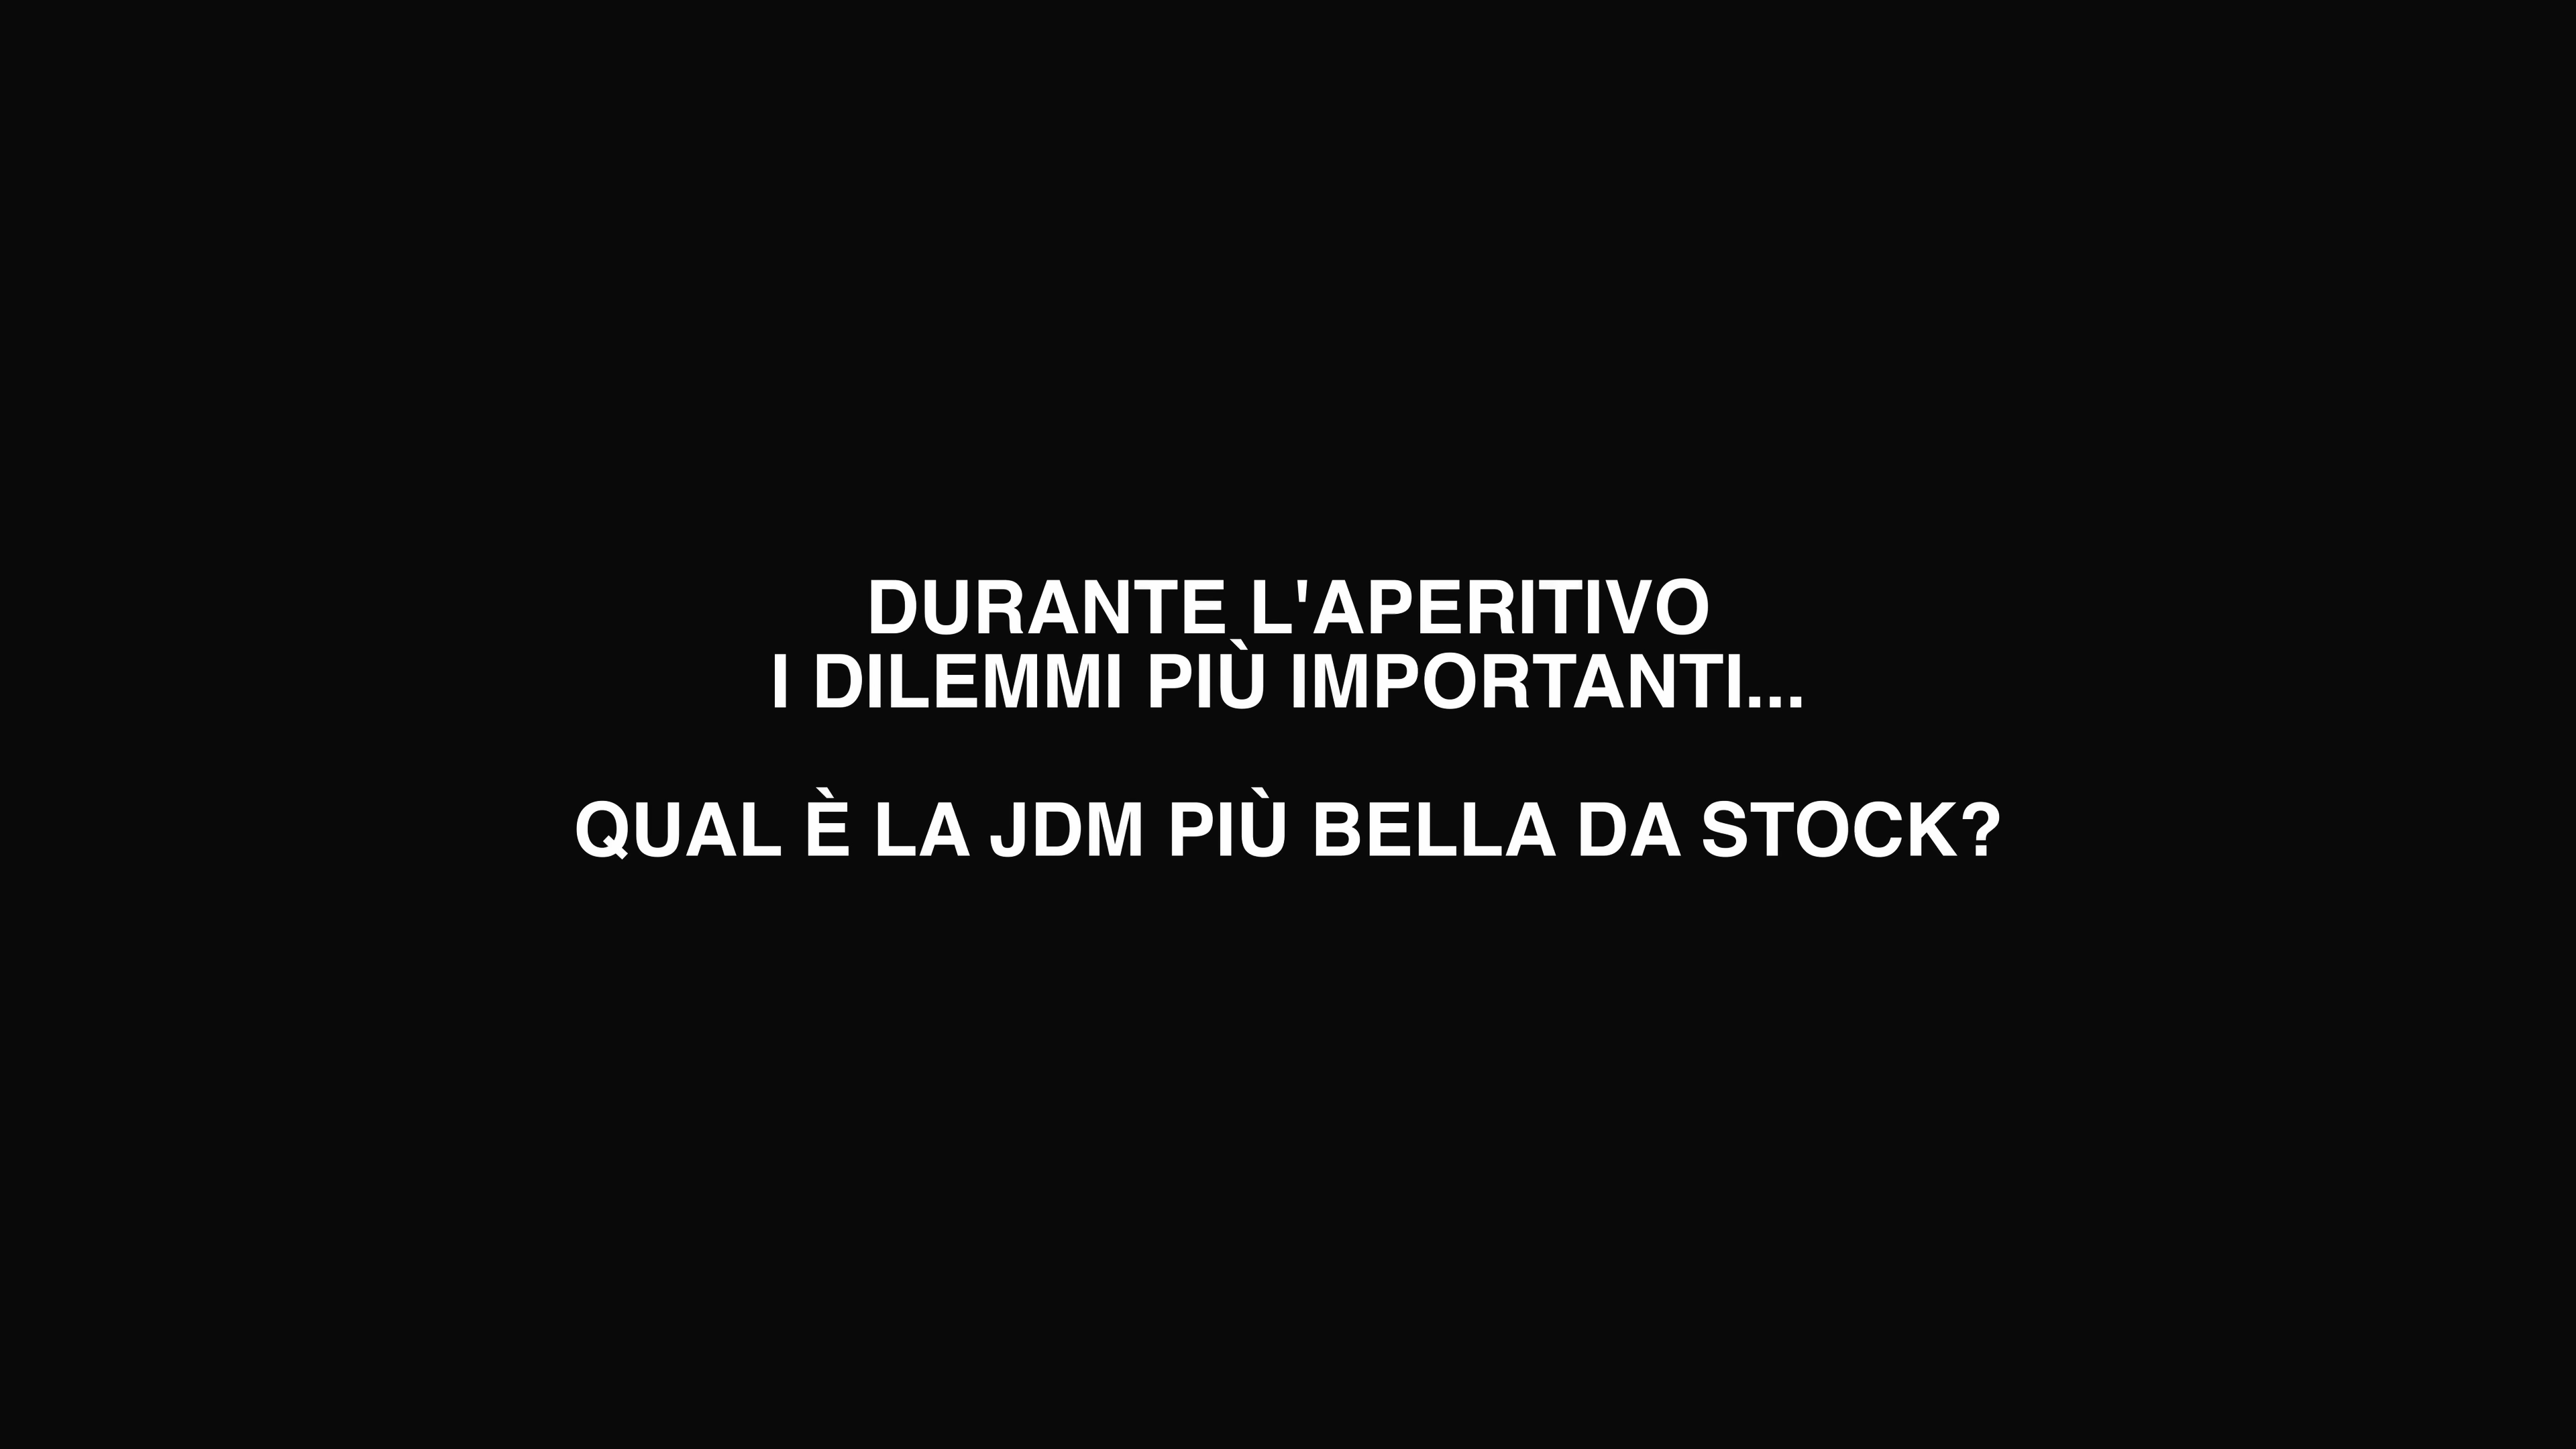 DURANTE L'APERITIVO
I DILEMMI PIÙ IMPORTANTI...
QUAL È LA JDM PIÙ BELLA DA STOCK?